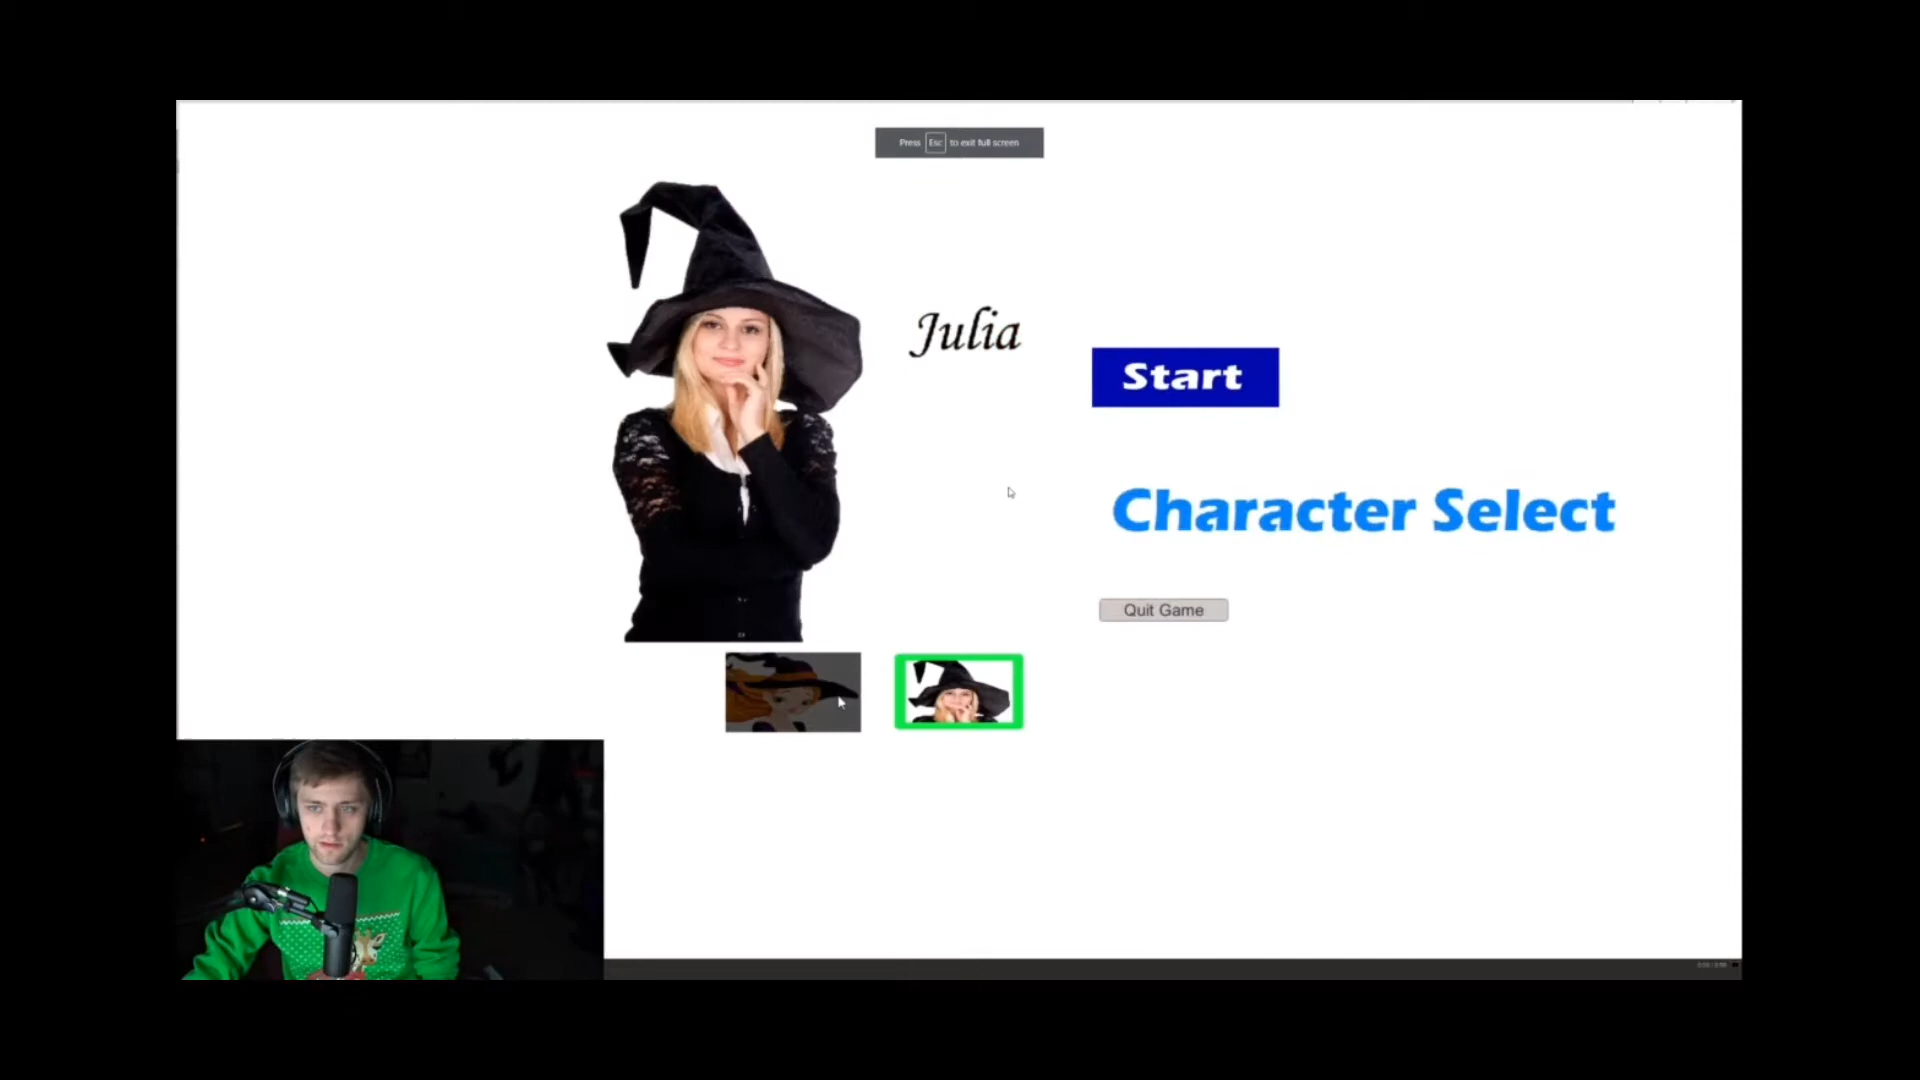 Press Esc to exit full screen
Julia
Start
Character Select
Quit Game